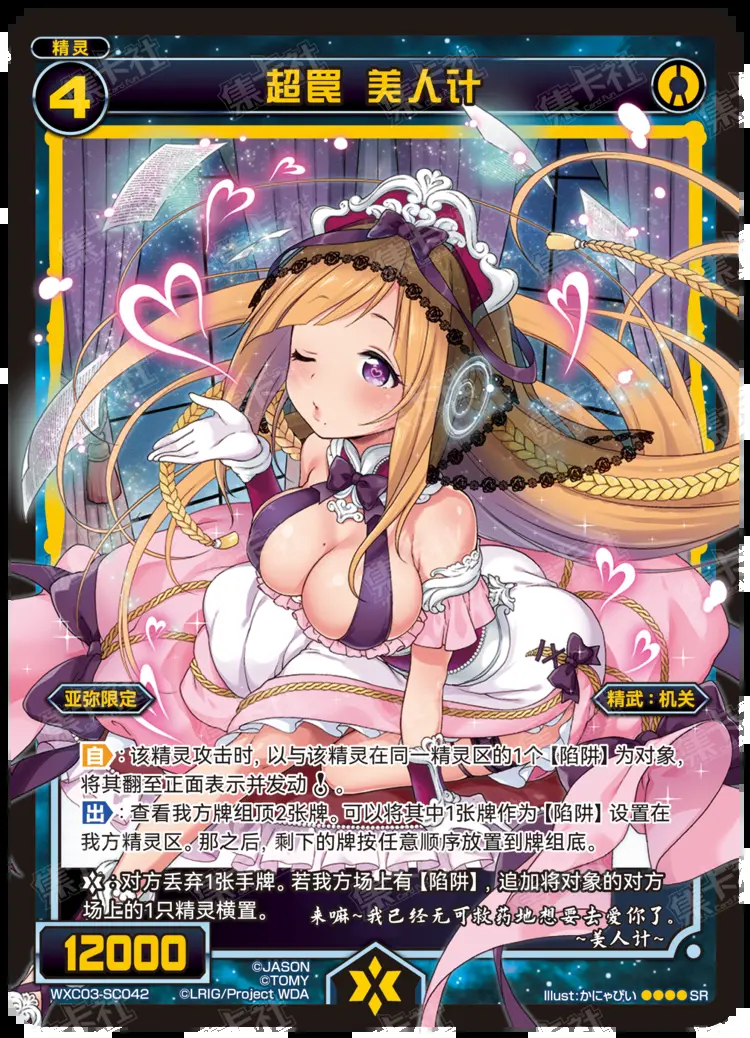 精灵
4
超罠 美人计
亚弥限定
精武：机关
自：该精灵攻击时，以与该精灵在同一精灵区的1个【陷阱】为对象，
将其翻至正面表示并发动。
出：查看我方牌组顶2张牌。可以将其中1张牌作为【陷阱】设置在
我方精灵区。那之后，剩下的牌按任意顺序放置到牌组底。
：对方丢弃1张手牌。若我方场上有【陷阱】，追加将对象的对方
场上的1只精灵横置。
来嘛~我已经无可救药地想要去爱你了。
~美人计~
12000
©JASON
©TOMY
WXC03-SC042 ©LRIG/Project WDA
Illust:かにゃぴい SR
集卡社